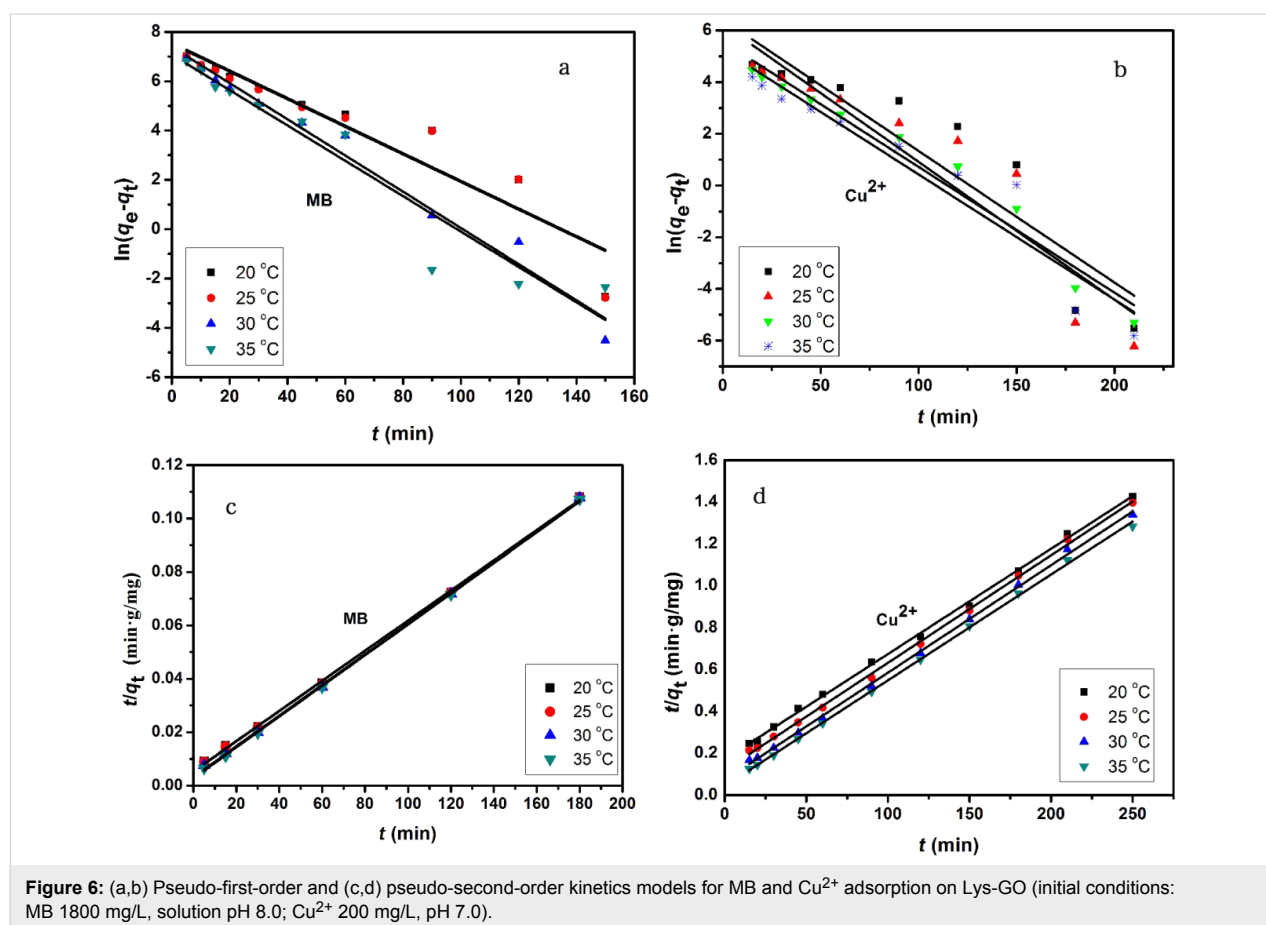 a
ln(qe-qt)
8
6
4
2
0
-2
-4
-6
MB
20 °C
25 °C
30 °C
35 °C
0 20 40 60 80 100 120 140 160
t (min)
b
ln(qe-qt)
6
4
2
0
-2
-4
-6
Cu2+
20 °C
25 °C
30 °C
35 °C
0 50 100 150 200
t (min)
c
t/qt (min·g/mg)
0.12
0.10
0.08
0.06
0.04
0.02
0.00
MB
20 °C
25 °C
30 °C
35 °C
0 20 40 60 80 100 120 140 160 180 200
t (min)
d
t/qt (min·g/mg)
1.6
1.4
1.2
1.0
0.8
0.6
0.4
0.2
0.0
Cu2+
20 °C
25 °C
30 °C
35 °C
0 50 100 150 200 250
t (min)
Figure 6: (a,b) Pseudo-first-order and (c,d) pseudo-second-order kinetics models for MB and Cu2+ adsorption on Lys-GO (initial conditions:
MB 1800 mg/L, solution pH 8.0; Cu2+ 200 mg/L, pH 7.0).